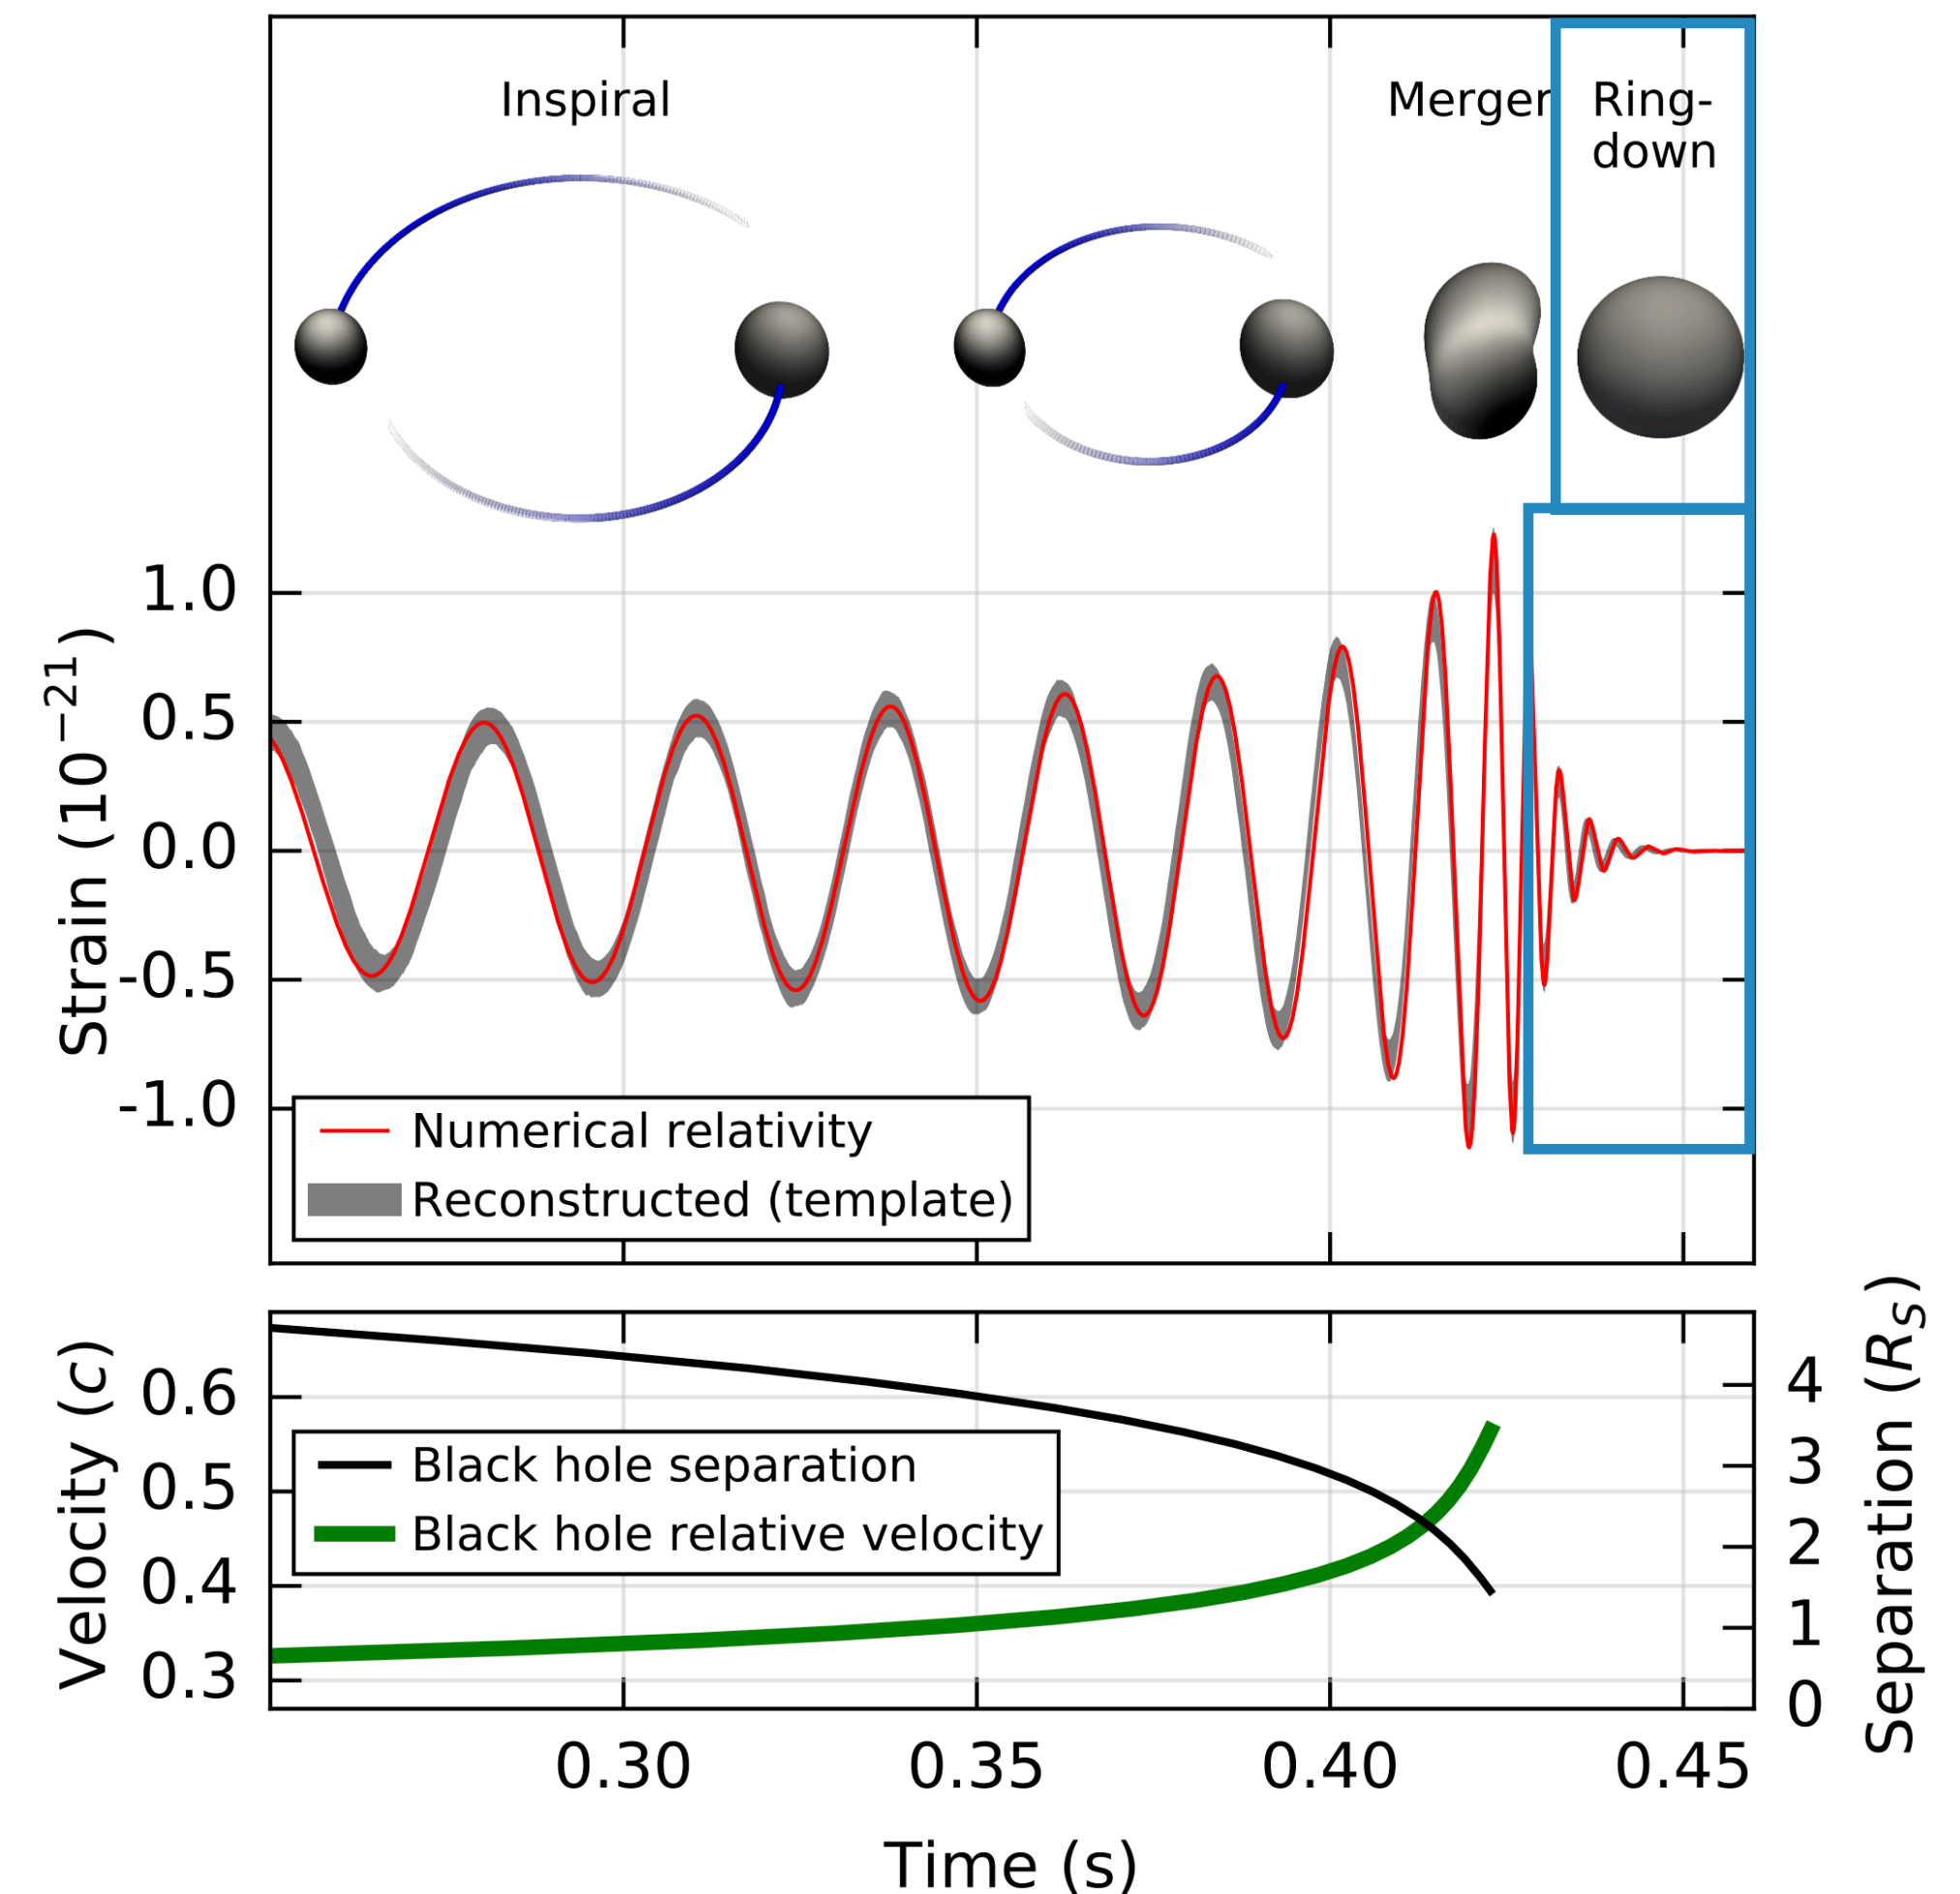 Inspiral
Merger
Ring-
down
Strain (10⁻²¹)
1.0
0.5
0.0
-0.5
-1.0
Numerical relativity
Reconstructed (template)
Velocity (c)
0.6
0.5
0.4
0.3
Black hole separation
Black hole relative velocity
Separation (R_S)
4
3
2
1
0
0.30
0.35
0.40
0.45
Time (s)